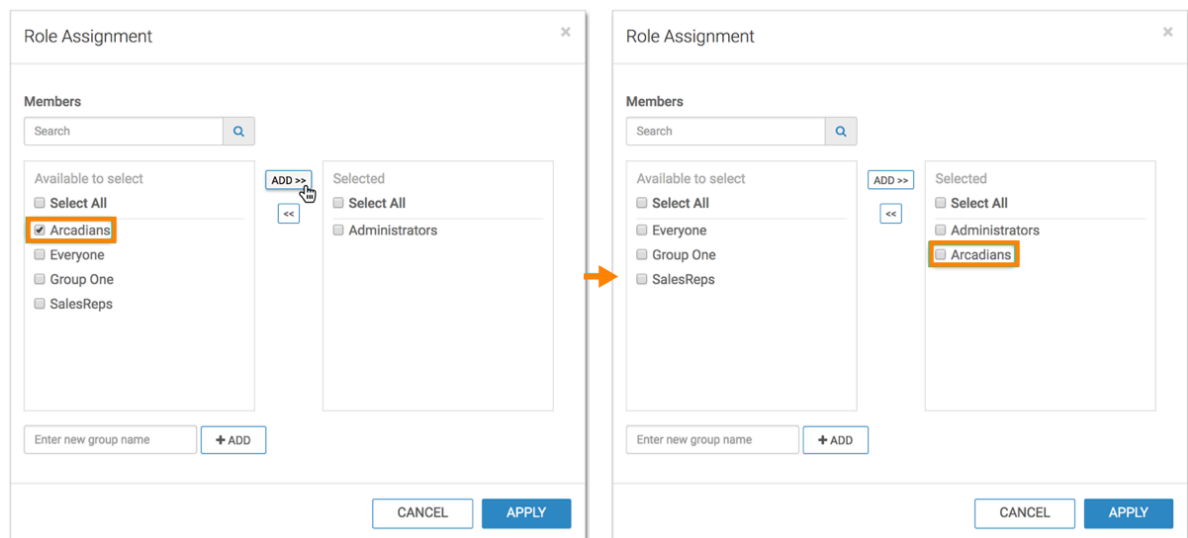 Role Assignment ×
Members
Search
Available to select
Select All
Arcadians
Everyone
Group One
SalesReps
ADD >>
<<
Selected
Select All
Administrators
Enter new group name
+ ADD
CANCEL APPLY
Role Assignment ×
Members
Search
Available to select
Select All
Everyone
Group One
SalesReps
ADD >>
<<
Selected
Select All
Administrators
Arcadians
Enter new group name
+ ADD
CANCEL APPLY